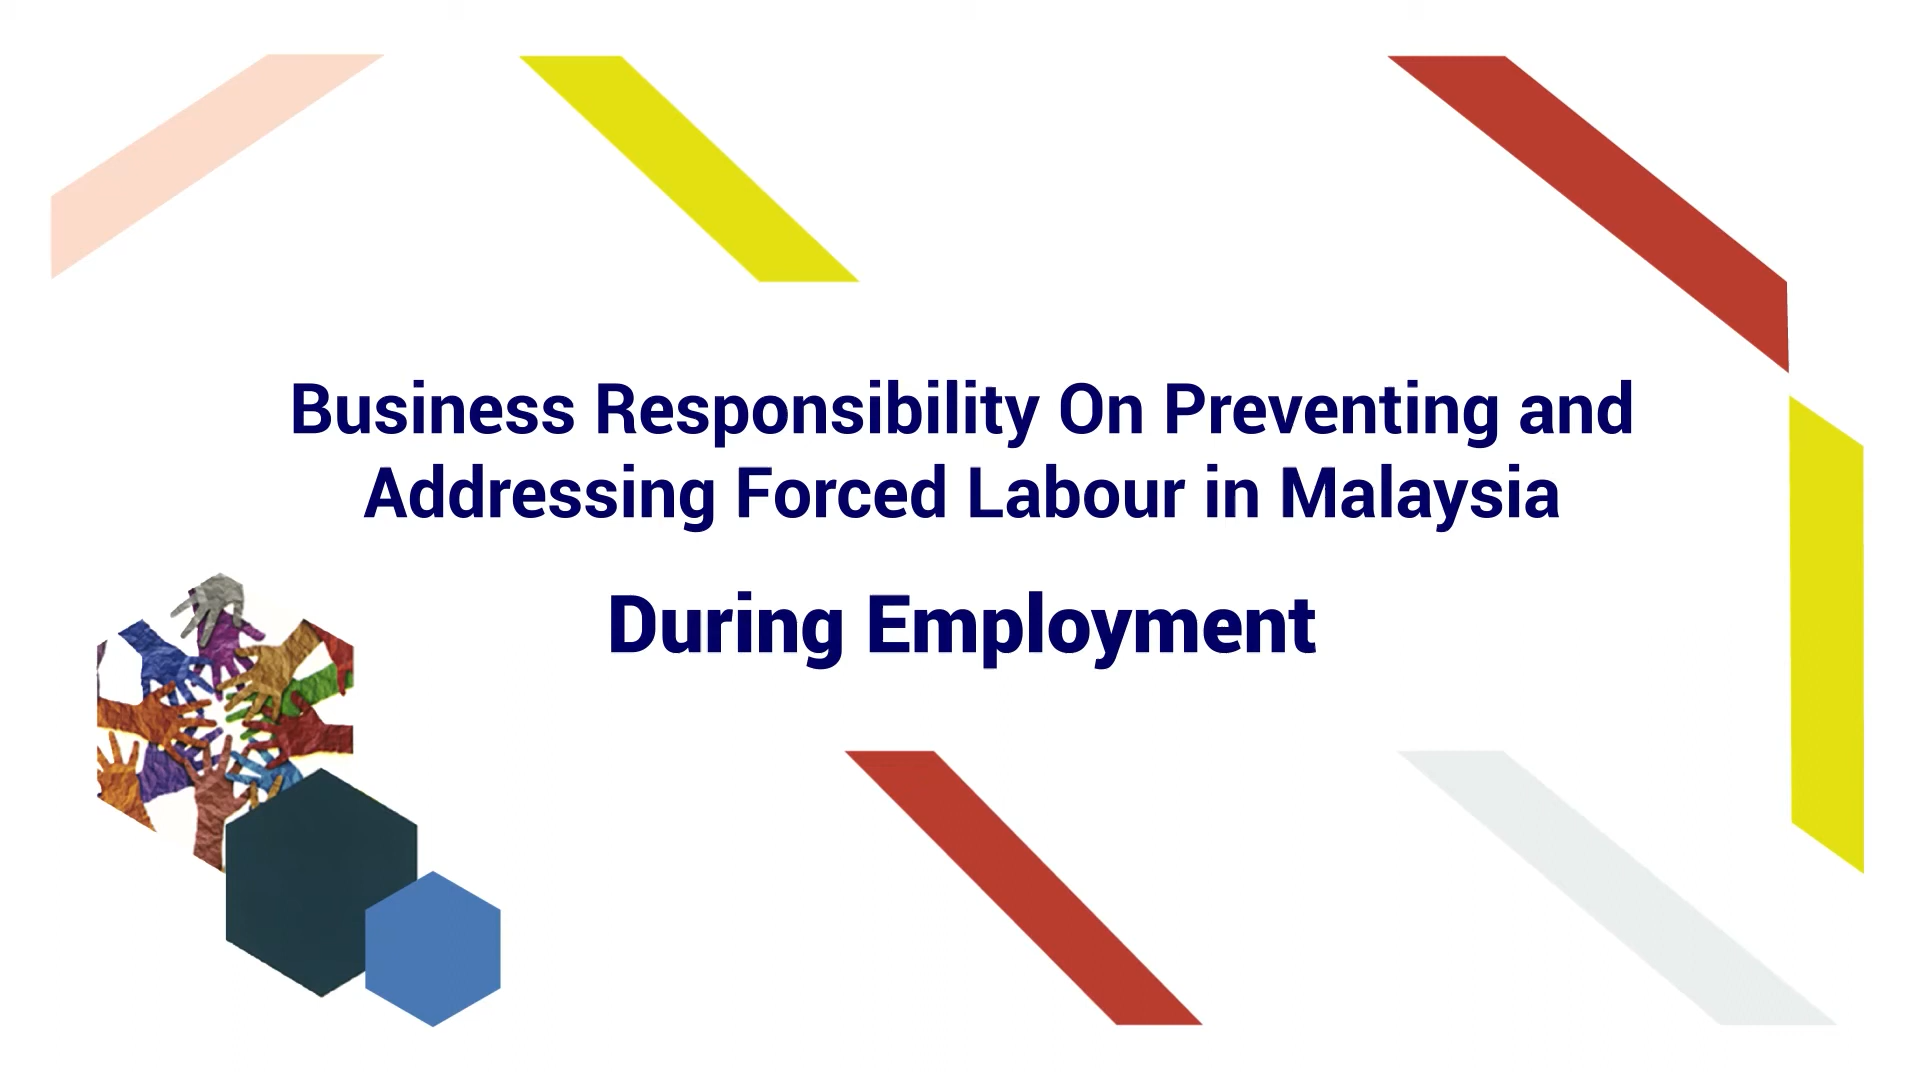 Business Responsibility On Preventing and
Addressing Forced Labour in Malaysia
During Employment